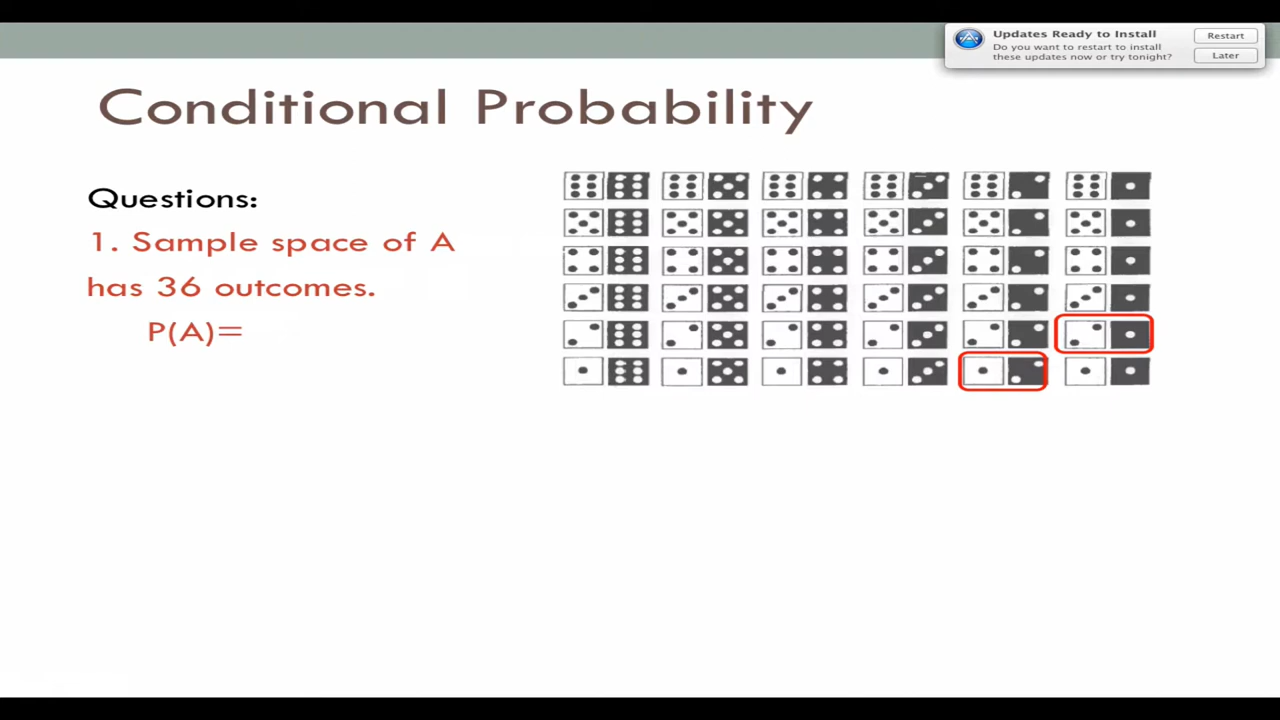 Updates Ready to Install
Restart
Do you want to restart to install
these updates now or try tonight?
Later
Conditional Probability
Questions:
1. Sample space of A
has 36 outcomes.
P(A)=